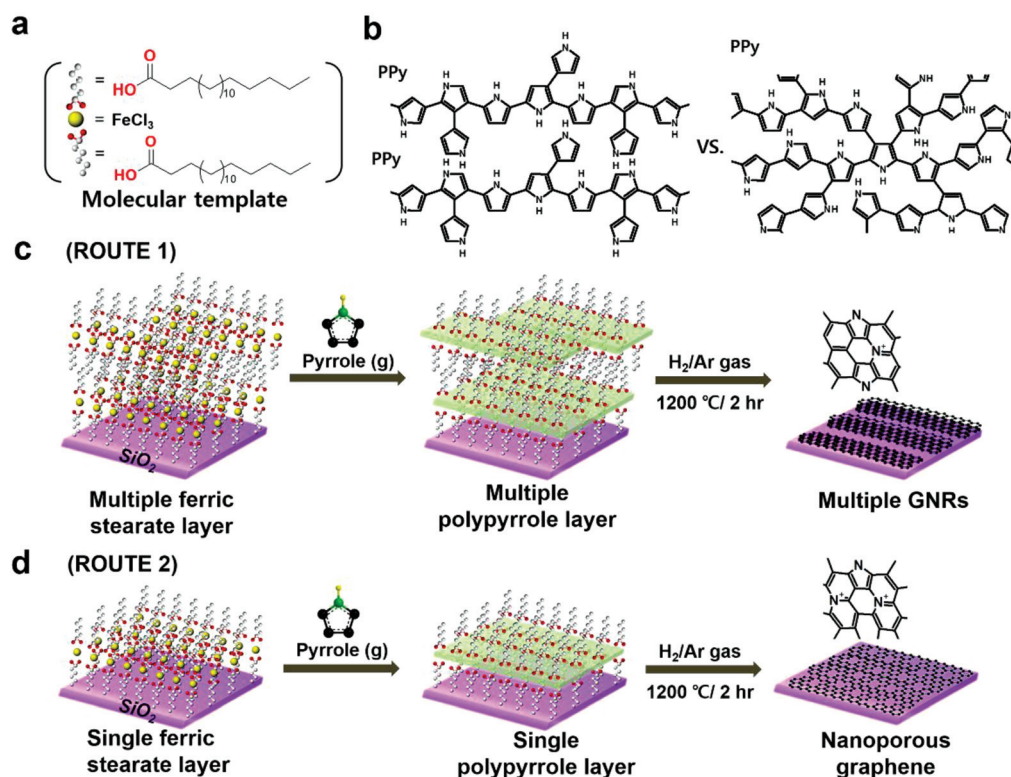 a
O
HO
10
=
= FeCl₃
O
HO
10
=
Molecular template
b
PPy
PPy
VS.
PPy
c (ROUTE 1)
SiO₂
Multiple ferric
stearate layer
Pyrrole (g)
Multiple
polypyrrole layer
H₂/Ar gas
1200 ℃/ 2 hr
N
N⁺
N
Multiple GNRs
d (ROUTE 2)
SiO₂
Single ferric
stearate layer
Pyrrole (g)
Single
polypyrrole layer
H₂/Ar gas
1200 ℃/ 2 hr
N
N⁺
N⁺
Nanoporous
graphene